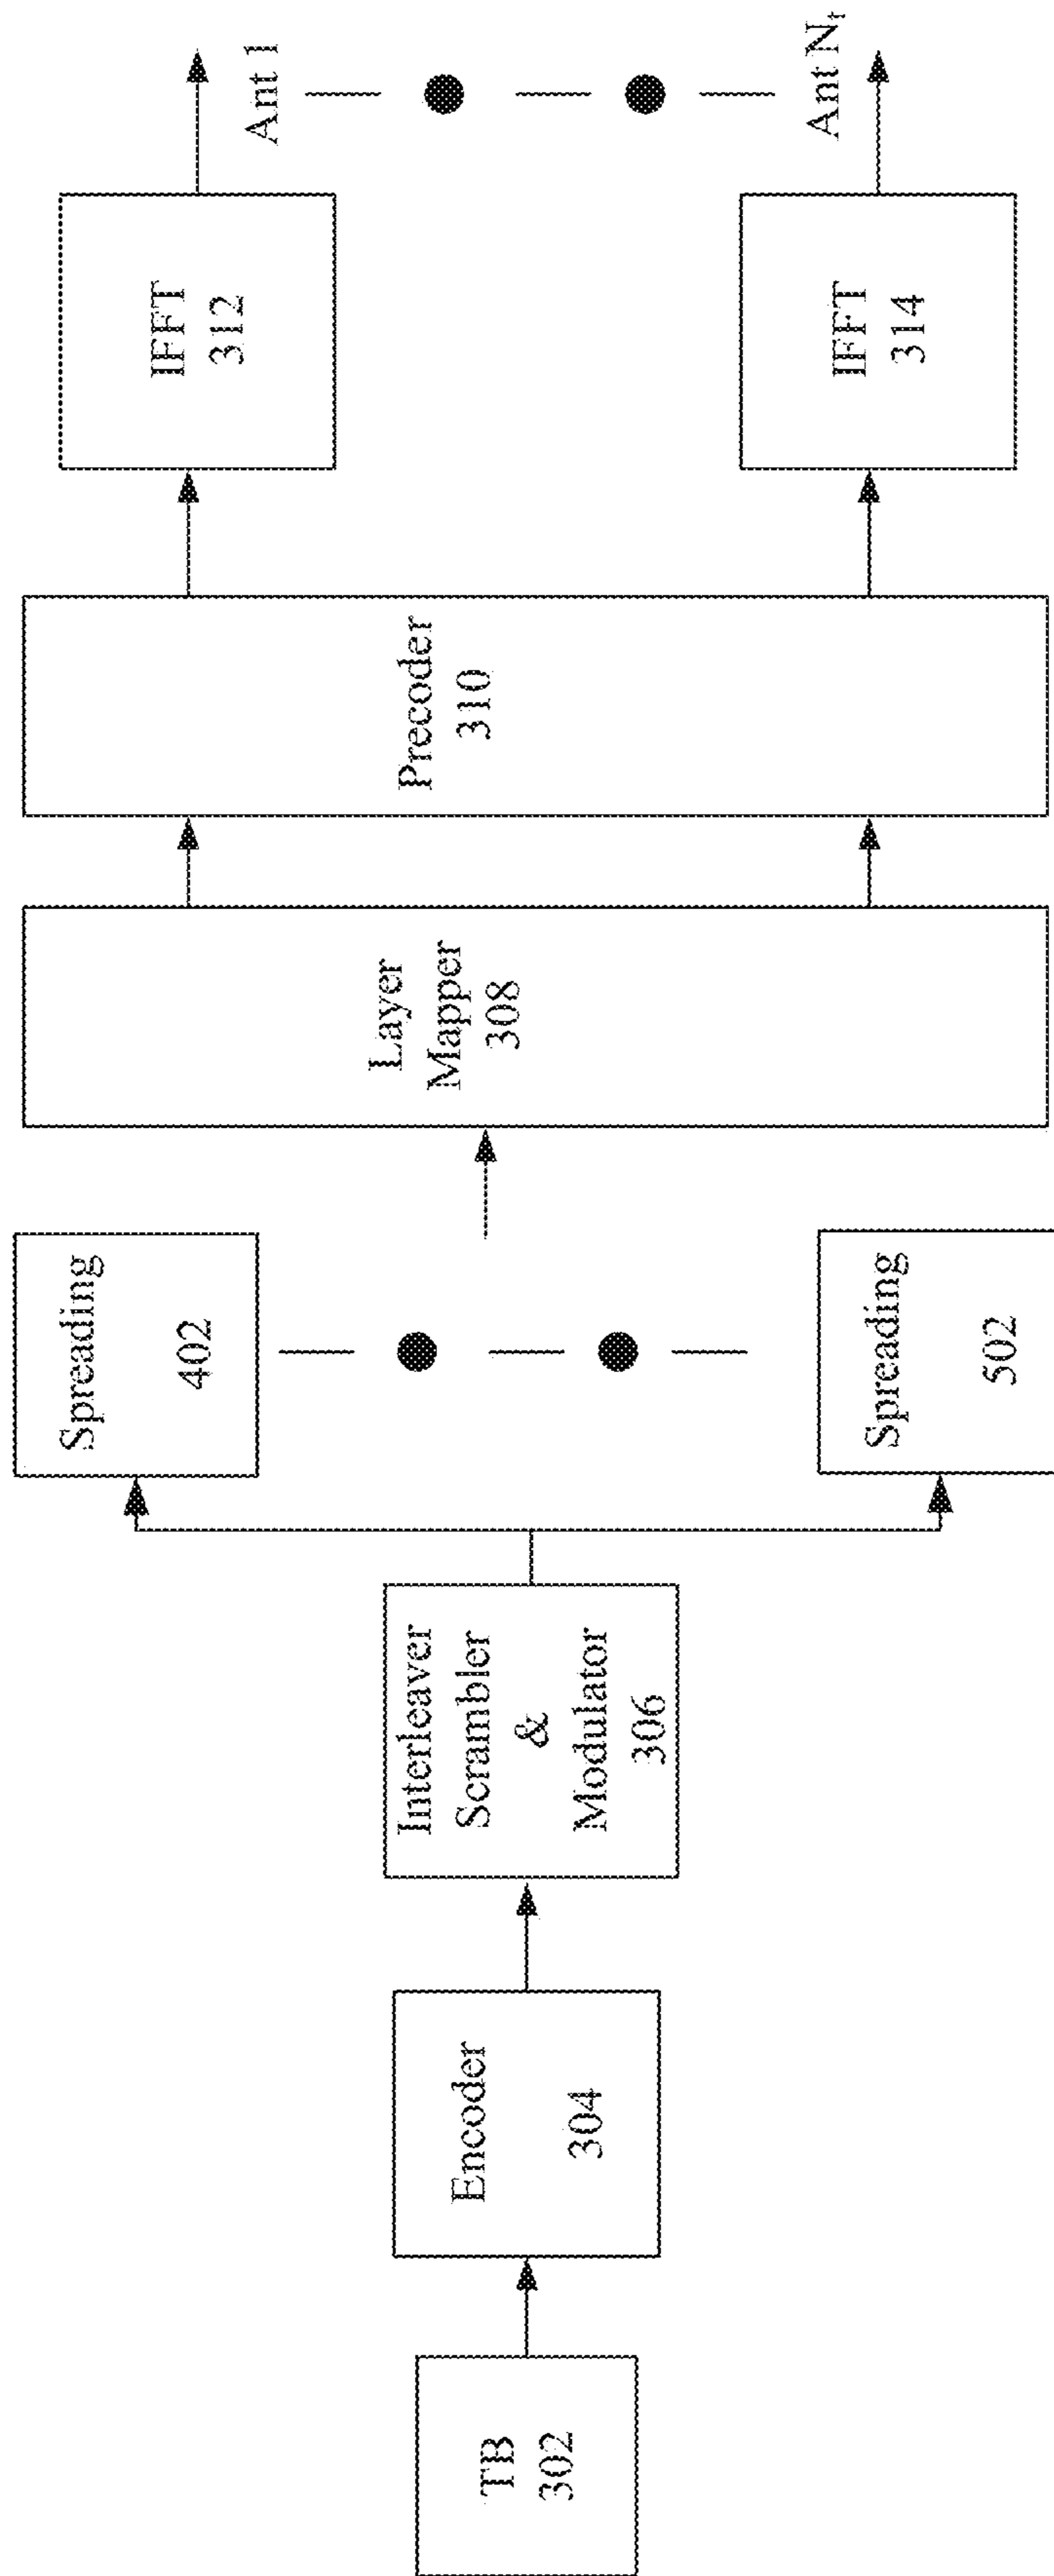 TB
302
Encoder
304
Interleaver
Scrambler
&
Modulator
306
Spreading
402
Spreading
502
Layer
Mapper
308
Precoder
310
IFFT
312
IFFT
314
Ant 1
Ant Nₜ